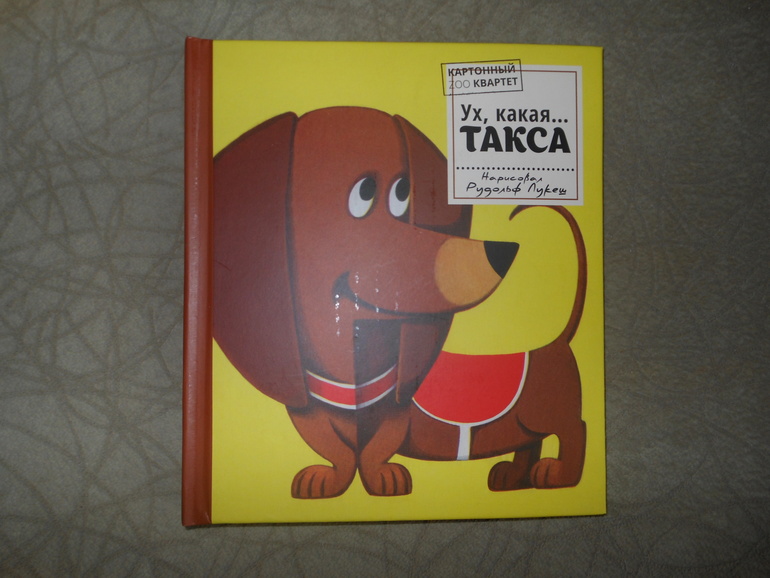 КАРТОННЫЙ
ZOO КВАРТЕТ
Ух, какая...
ТАКСА
Нарисовал
Рудольф Лукеш